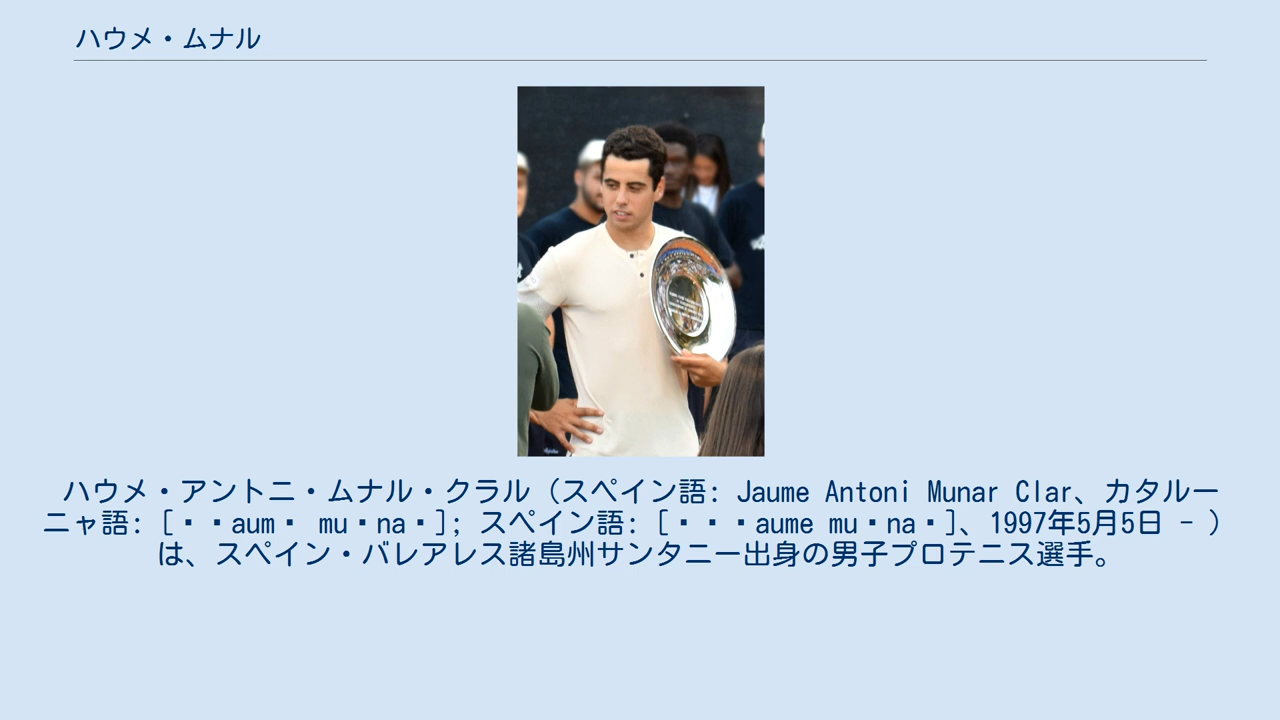 ハウメ・ムナル
ハウメ・アントニ・ムナル・クラル（スペイン語: Jaume Antoni Munar Clar、カタルー
ニャ語: [▪▪aum▪ mu▪na▪]; スペイン語: [▪▪▪aume mu▪na▪]、1997年5月5日 - ）
は、スペイン・バレアレス諸島州サンタニー出身の男子プロテニス選手。